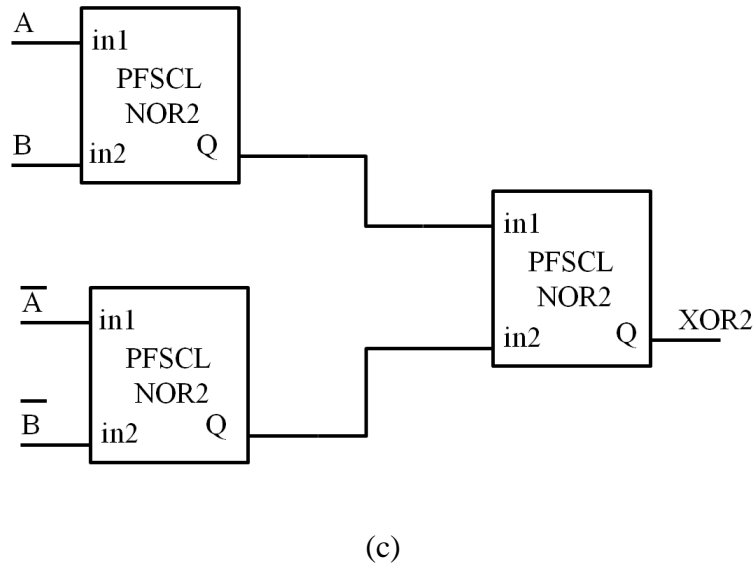 A
in1
PFSCL
NOR2
B
in2
Q
in1
PFSCL
NOR2
in2
Q
XOR2
A̅
in1
PFSCL
NOR2
B̅
in2
Q
(c)